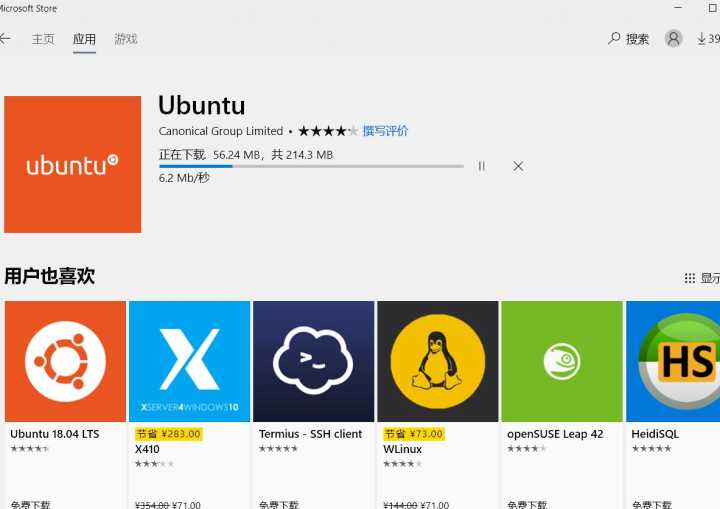 Microsoft Store
主页 应用 游戏 搜索 39
ubuntu
Ubuntu
Canonical Group Limited • 撰写评价
正在下载 56.24 MB，共 214.3 MB
6.2 Mb/秒
用户也喜欢 显示
XSERVER4WINDOWS10
HS
Ubuntu 18.04 LTS
节省 ¥283.00
X410
Termius - SSH client
节省 ¥73.00
WLinux
openSUSE Leap 42
HeidiSQL
免费下载 ¥354.00 ¥71.00 免费下载 ¥144.00 ¥71.00 免费下载 免费下载